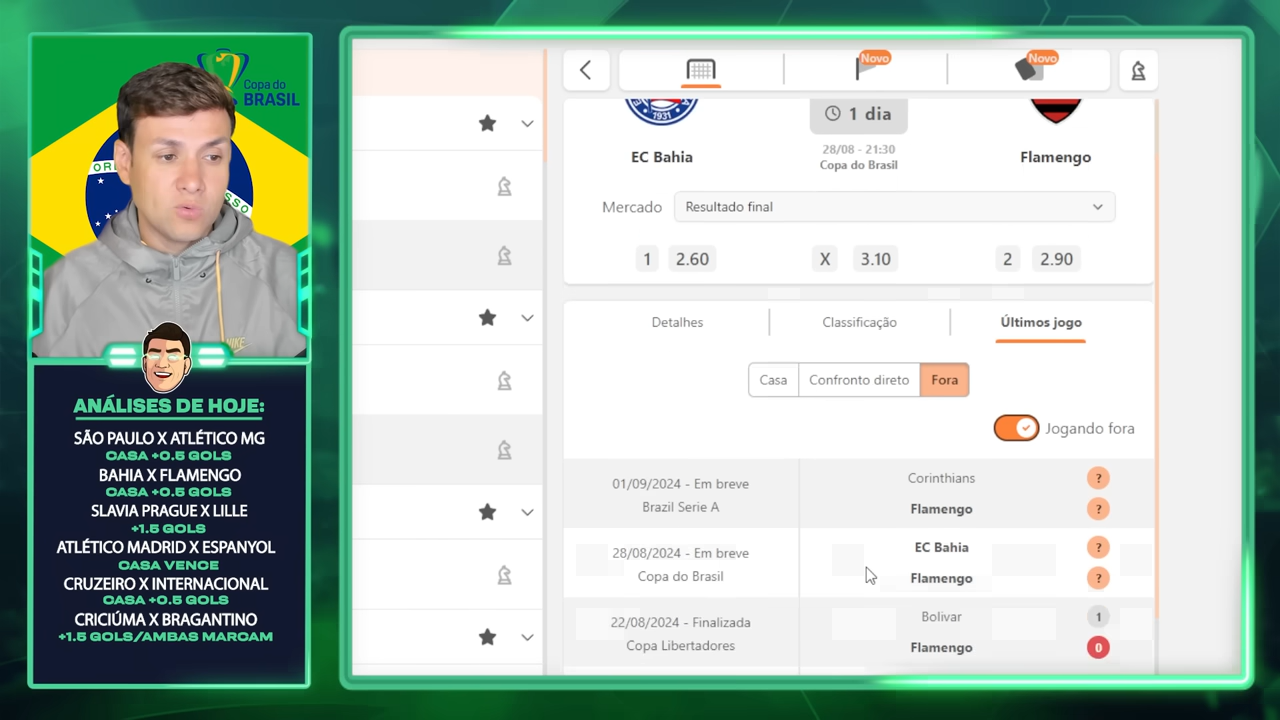 Copa do
BRASIL
OR
SSO
NIKE
ANÁLISES DE HOJE:
SÃO PAULO X ATLÉTICO MG
CASA +0.5 GOLS
BAHIA X FLAMENGO
CASA +0.5 GOLS
SLAVIA PRAGUE X LILLE
+1.5 GOLS
ATLÉTICO MADRID X ESPANYOL
CASA VENCE
CRUZEIRO X INTERNACIONAL
CASA +0.5 GOLS
CRICIÚMA X BRAGANTINO
+1.5 GOLS/AMBAS MARCAM
Novo
Novo
1931
1 dia
28/08 - 21:30
Copa do Brasil
EC Bahia
Flamengo
Mercado
Resultado final
1 2.60
X 3.10
2 2.90
Detalhes
Classificação
Últimos jogo
Casa
Confronto direto
Fora
Jogando fora
01/09/2024 - Em breve
Brazil Serie A
Corinthians ?
Flamengo ?
28/08/2024 - Em breve
Copa do Brasil
EC Bahia ?
Flamengo ?
22/08/2024 - Finalizada
Copa Libertadores
Bolivar 1
Flamengo 0